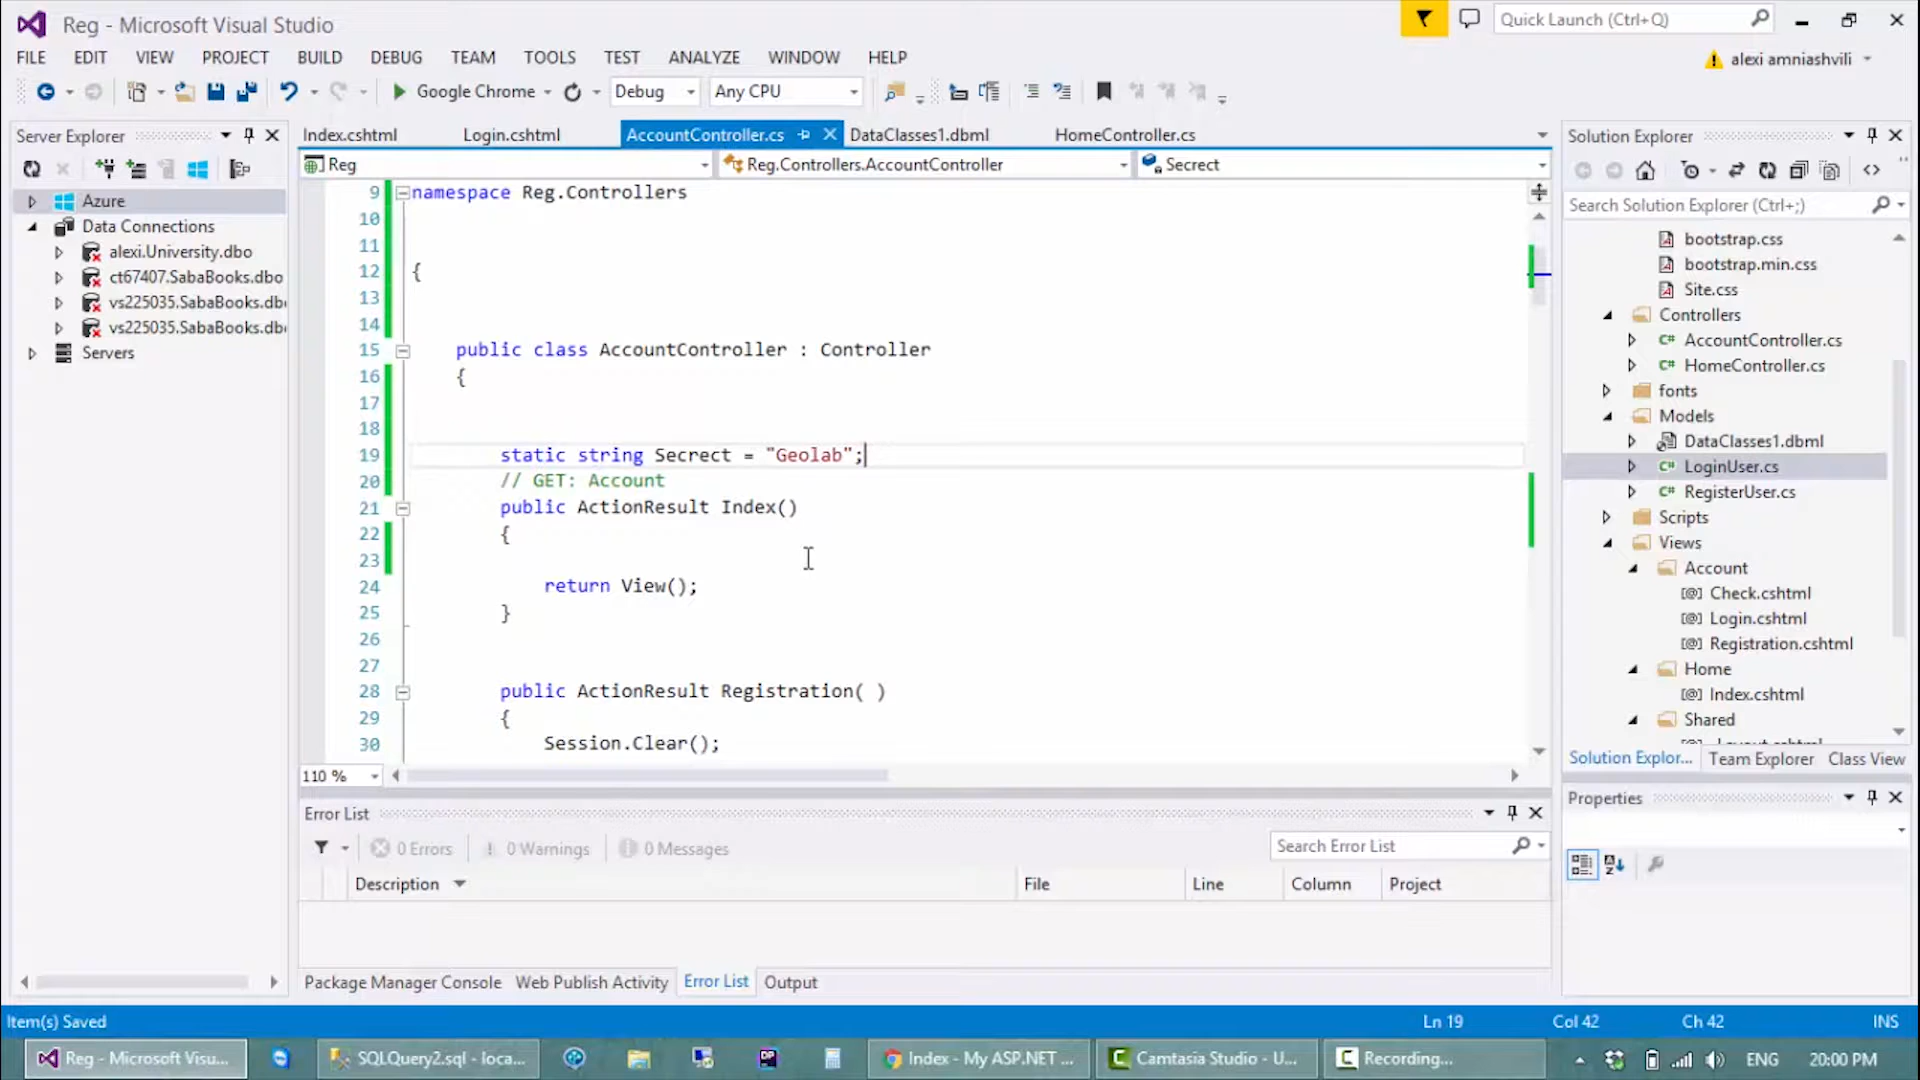 Reg - Microsoft Visual Studio
Quick Launch (Ctrl+Q)
FILE EDIT VIEW PROJECT BUILD DEBUG TEAM TOOLS TEST ANALYZE WINDOW HELP
alexi amniashvili
Google Chrome Debug Any CPU
Server Explorer
Azure
Data Connections
alexi.University.dbo
ct67407.SabaBooks.dbo
vs225035.SabaBooks.dbo
vs225035.SabaBooks.dbo
Servers
Index.cshtml Login.cshtml AccountController.cs DataClasses1.dbml HomeController.cs
Reg Reg.Controllers.AccountController Secrect
9 namespace Reg.Controllers
10
11
12 {
13
14
15 public class AccountController : Controller
16 {
17
18
19 static string Secrect = "Geolab";
20 // GET: Account
21 public ActionResult Index()
22 {
23
24 return View();
25 }
26
27
28 public ActionResult Registration( )
29 {
30 Session.Clear();
110 %
Error List
0 Errors 0 Warnings 0 Messages
Search Error List
Description File Line Column Project
Package Manager Console Web Publish Activity Error List Output
Solution Explorer
Search Solution Explorer (Ctrl+;)
bootstrap.css
bootstrap.min.css
Site.css
Controllers
AccountController.cs
HomeController.cs
fonts
Models
DataClasses1.dbml
LoginUser.cs
RegisterUser.cs
Scripts
Views
Account
Check.cshtml
Login.cshtml
Registration.cshtml
Home
Index.cshtml
Shared
Solution Explor... Team Explorer Class View
Properties
Item(s) Saved Ln 19 Col 42 Ch 42 INS
Reg - Microsoft Visu... SQLQuery2.sql - loca... DP Index - My ASP.NET ... Camtasia Studio - U... Recording... ENG 20:00 PM